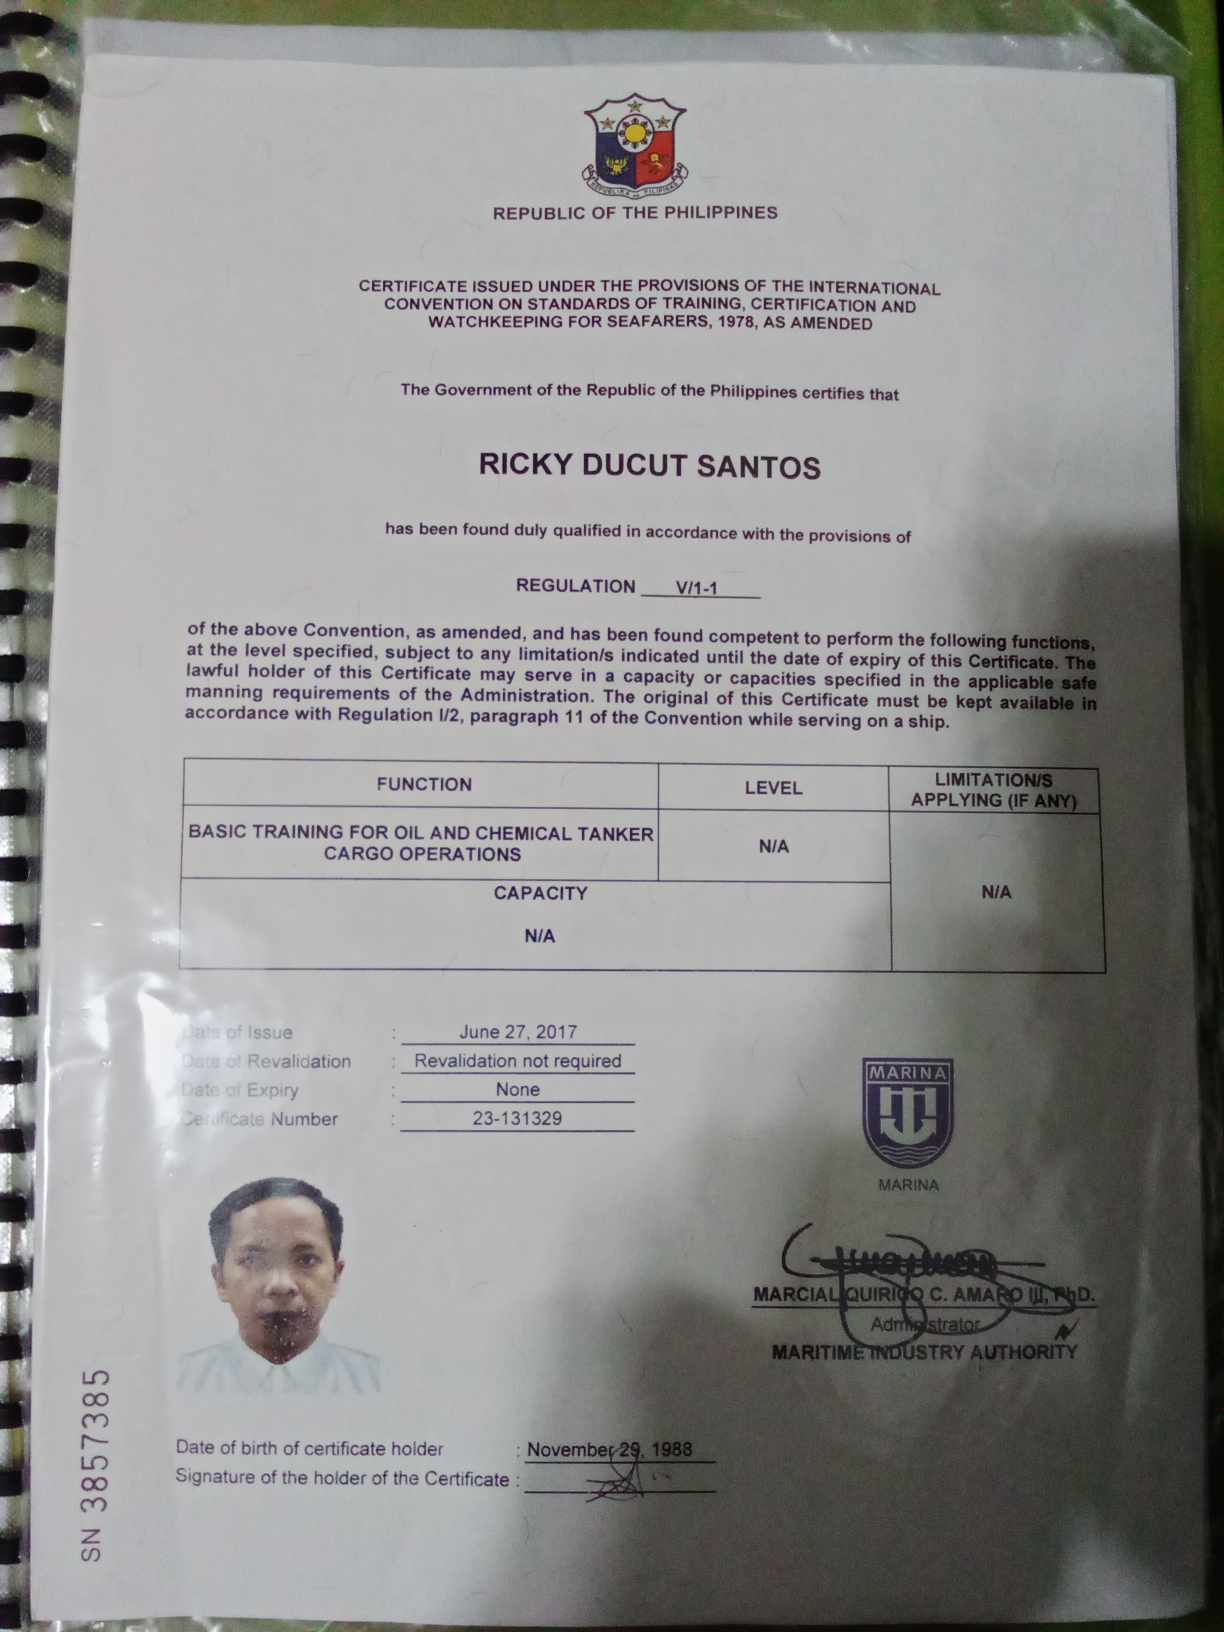 REPUBLIKA NG PILIPINAS
REPUBLIC OF THE PHILIPPINES
CERTIFICATE ISSUED UNDER THE PROVISIONS OF THE INTERNATIONAL
CONVENTION ON STANDARDS OF TRAINING, CERTIFICATION AND
WATCHKEEPING FOR SEAFARERS, 1978, AS AMENDED
The Government of the Republic of the Philippines certifies that
RICKY DUCUT SANTOS
has been found duly qualified in accordance with the provisions of
REGULATION V/1-1
of the above Convention, as amended, and has been found competent to perform the following functions,
at the level specified, subject to any limitation/s indicated until the date of expiry of this Certificate. The
lawful holder of this Certificate may serve in a capacity or capacities specified in the applicable safe
manning requirements of the Administration. The original of this Certificate must be kept available in
accordance with Regulation I/2, paragraph 11 of the Convention while serving on a ship.
FUNCTION LEVEL LIMITATION/S
APPLYING (IF ANY)
BASIC TRAINING FOR OIL AND CHEMICAL TANKER
CARGO OPERATIONS N/A
CAPACITY
N/A
N/A
Date of Issue : June 27, 2017
Date of Revalidation : Revalidation not required
Date of Expiry : None
Certificate Number : 23-131329
MARINA
MARINA
MARCIAL QUIRICO C. AMARO III, PhD.
Administrator
MARITIME INDUSTRY AUTHORITY
Date of birth of certificate holder : November 29, 1988
Signature of the holder of the Certificate :
SN 3857385